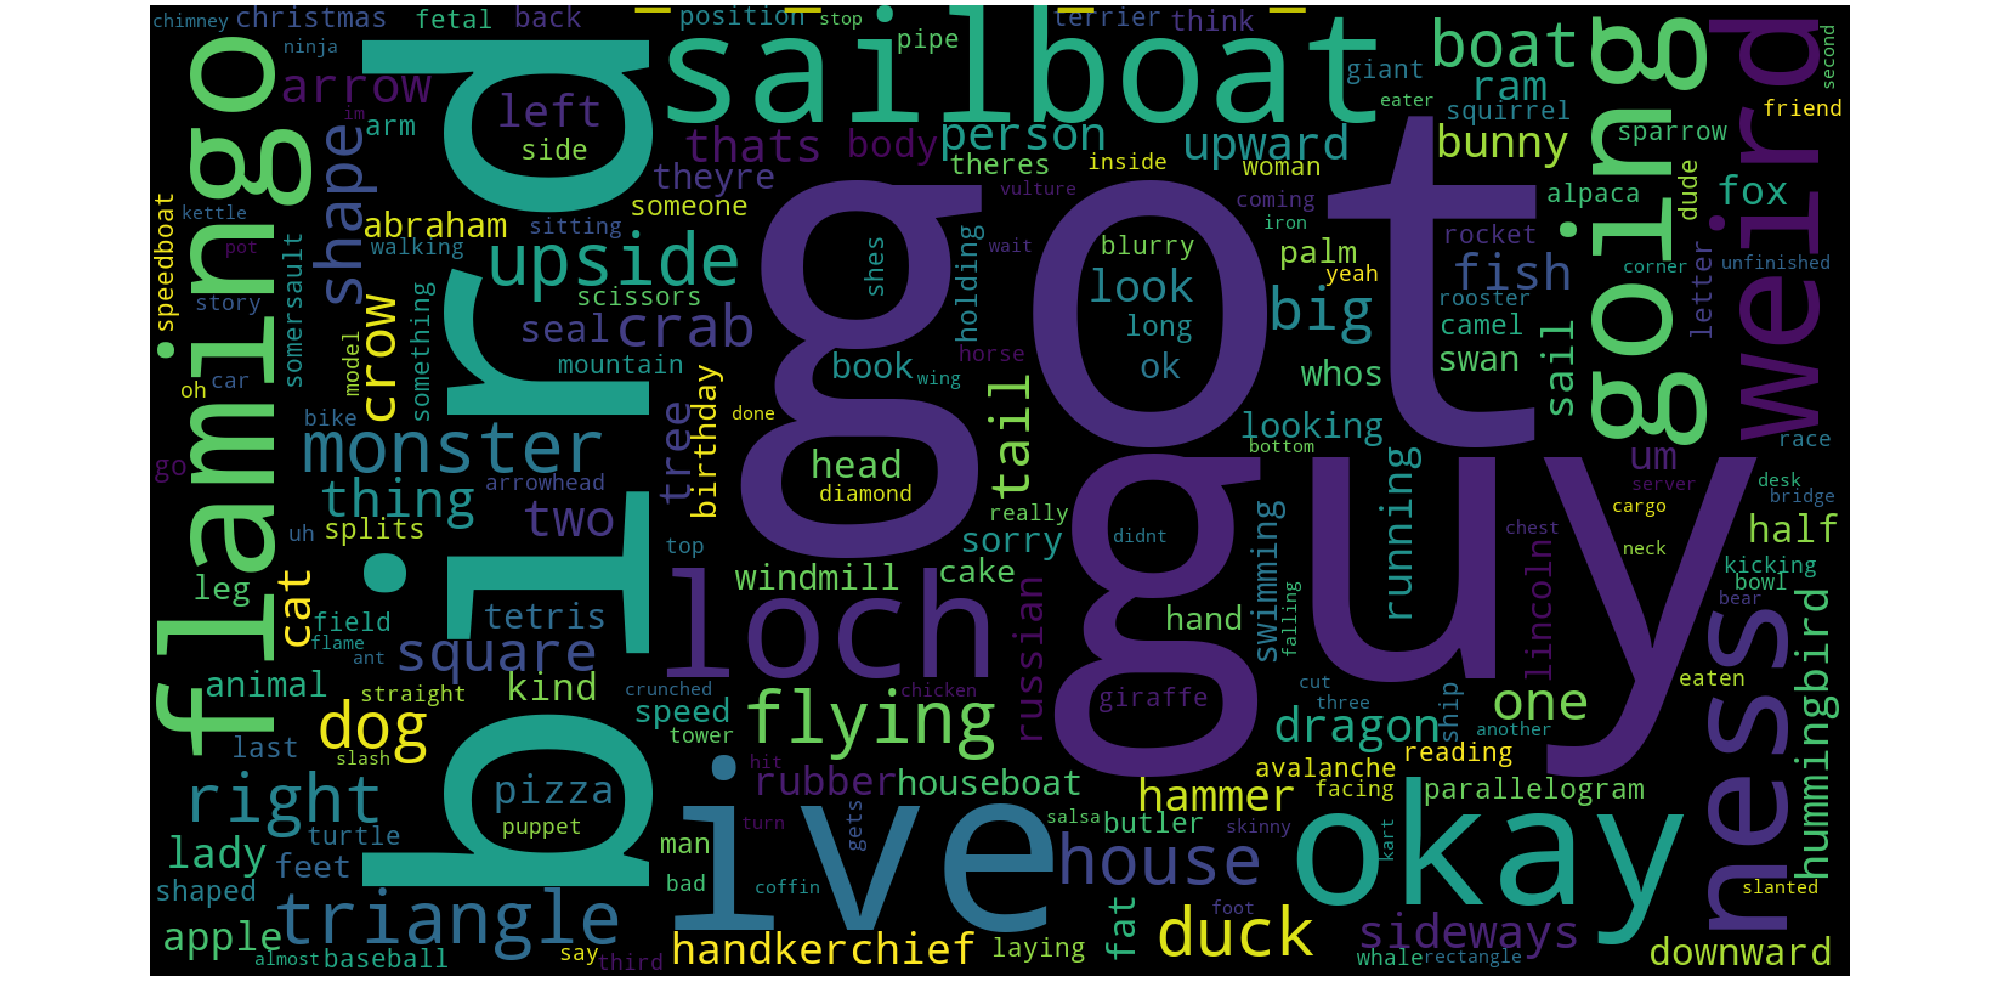 chimney
christmas
fetal
back
position
stop
terrier
think
pipe
sailboat
boat
going
weird
second
ninja
arrow
flamingo
bird
left
side
arm
im
shape
thats
body
person
upward
giant
eater
ram
squirrel
bunny
friend
sparrow
theres
inside
woman
theyre
vulture
coming
alpaca
dude
fox
speedboat
kettle
pot
abraham
walking
sitting
someone
shes
wait
iron
blurry
palm
yeah
rocket
letter
corner
unfinished
story
somersault
upside
scissors
holding
look
big
fish
rooster
camel
crow
something
seal
crab
long
got
sail
swan
oh
car
model
mountain
book
wing
horse
ok
whos
bike
monster
birthday
done
tail
looking
bottom
race
go
tree
head
diamond
um
server
desk
bridge
thing
arrowhead
two
splits
uh
really
sorry
didnt
guy
running
swimming
cargo
chest
neck
half
leg
cat
top
windmill
cake
kicking
bowl
bear
field
flame
ant
tetris
square
loch
russian
hand
falling
lincoln
ness
hummingbird
animal
straight
kind
crunched
speed
tower
chicken
flying
giraffe
cut
three
ship
one
another
eaten
dog
last
slash
dragon
reading
right
pizza
puppet
hit
rubber
houseboat
avalanche
facing
hammer
parallelogram
turtle
lady
feet
man
bad
turn
gets
ive
salsa
butler
skinny
kart
okay
house
shaped
coffin
foot
slanted
triangle
apple
almost
baseball
say
third
handkerchief
laying
fat
duck
sideways
whale
rectangle
downward